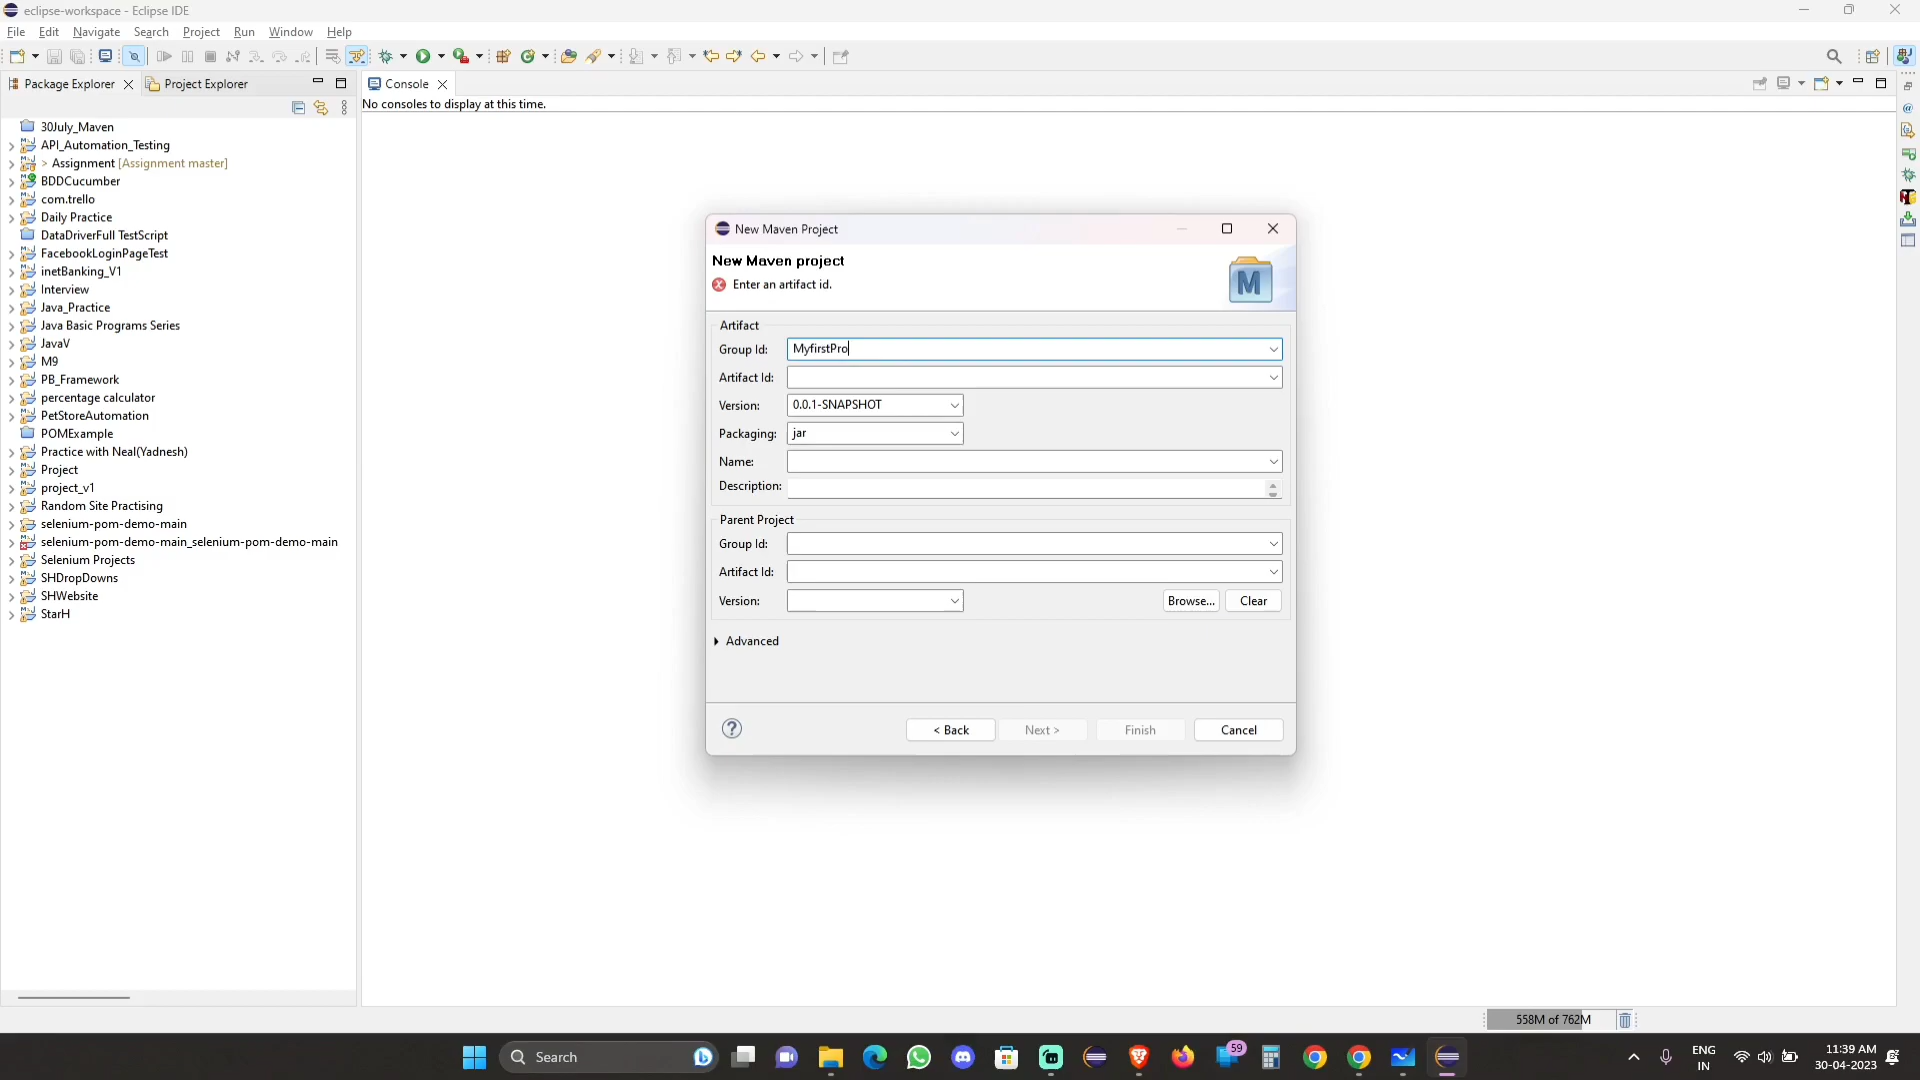 eclipse-workspace - Eclipse IDE
File Edit Navigate Search Project Run Window Help
Package Explorer Project Explorer
Console
No consoles to display at this time.
30July_Maven
API_Automation_Testing
> Assignment [Assignment master]
BDDCucumber
com.trello
Daily Practice
DataDriverFull TestScript
FacebookLoginPageTest
inetBanking_V1
Interview
Java_Practice
Java Basic Programs Series
JavaV
M9
PB_Framework
percentage calculator
PetStoreAutomation
POMExample
Practice with Neal(Yadnesh)
Project
project_v1
Random Site Practising
selenium-pom-demo-main
selenium-pom-demo-main_selenium-pom-demo-main
Selenium Projects
SHDropDowns
SHWebsite
StarH
New Maven Project
New Maven project
Enter an artifact id.
M
Artifact
Group Id: MyfirstPro
Artifact Id:
Version: 0.0.1-SNAPSHOT
Packaging: jar
Name:
Description:
Parent Project
Group Id:
Artifact Id:
Version:
Browse... Clear
Advanced
?
< Back Next > Finish Cancel
558M of 762M
Search
59
ENG
IN
11:39 AM
30-04-2023